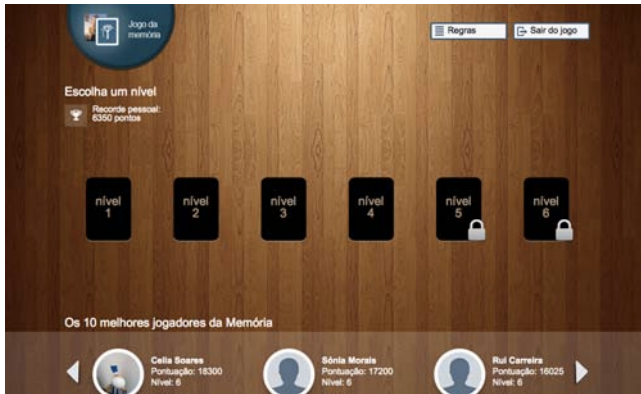 Jogo da
memória
Regras
Sair do jogo
Escolha um nível
Recorde pessoal:
6350 pontos
nível
1
nível
2
nível
3
nível
4
nível
5
nível
6
Os 10 melhores jogadores da Memória
Celia Soares
Pontuação: 18300
Nível: 6
Sónia Morais
Pontuação: 17200
Nível: 6
Rui Carreira
Pontuação: 16025
Nível: 6